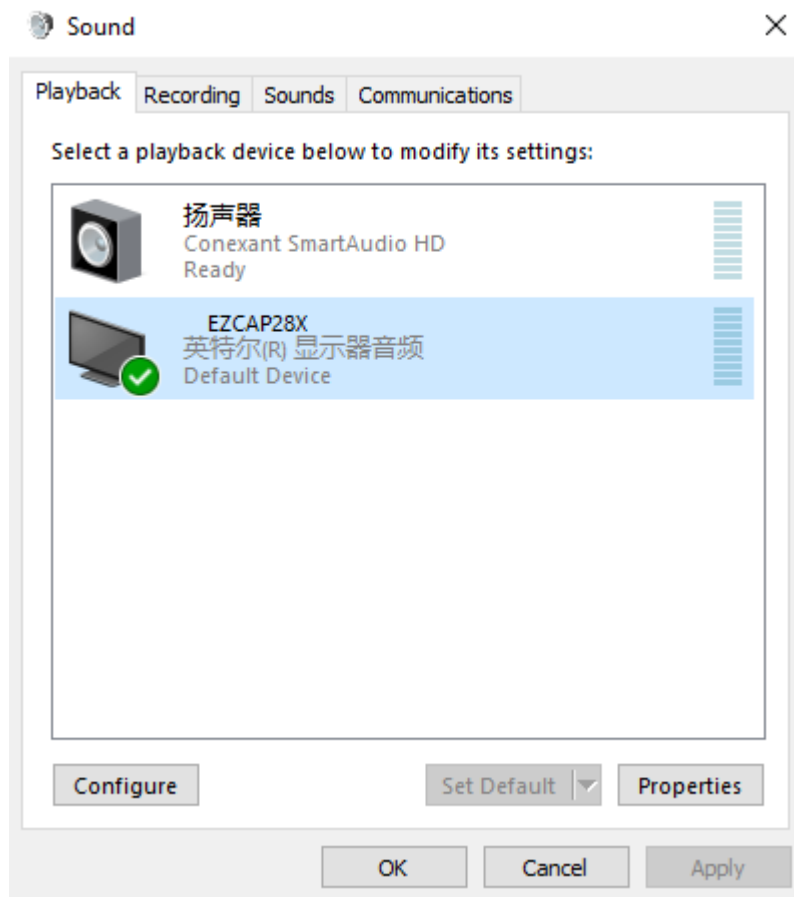 Sound
Playback Recording Sounds Communications
Select a playback device below to modify its settings:
扬声器
Conexant SmartAudio HD
Ready
EZCAP28X
英特尔(R) 显示器音频
Default Device
Configure Set Default Properties
OK Cancel Apply